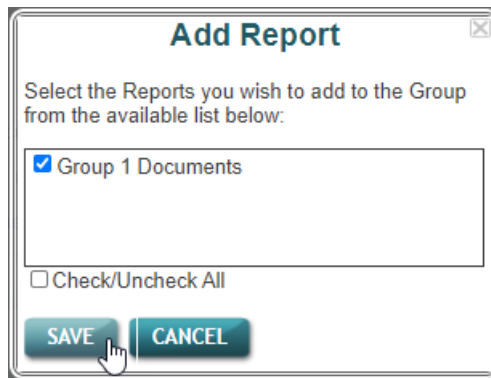 Add Report
Select the Reports you wish to add to the Group
from the available list below:
Group 1 Documents
Check/Uncheck All
SAVE CANCEL